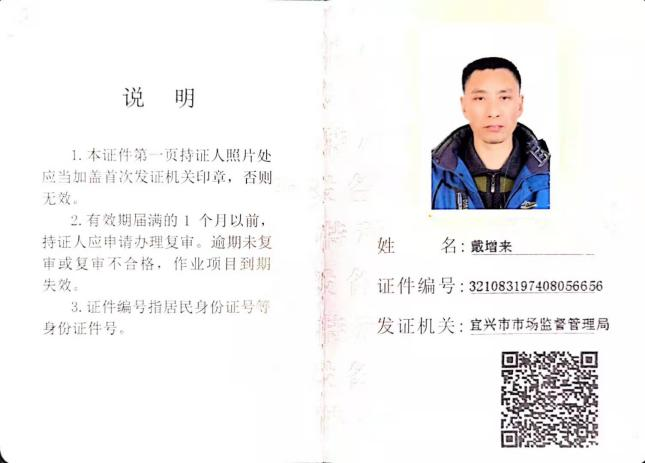 说 明
1.本证件第一页持证人照片处
应当加盖首次发证机关印章，否则
无效。
2.有效期届满的 1 个月以前，
持证人应申请办理复审。逾期未复
审或复审不合格，作业项目到期
失效。
3.证件编号指居民身份证号等
身份证件号。
姓 名：戴增来
证件编号：321083197408056656
发证机关：宜兴市市场监督管理局